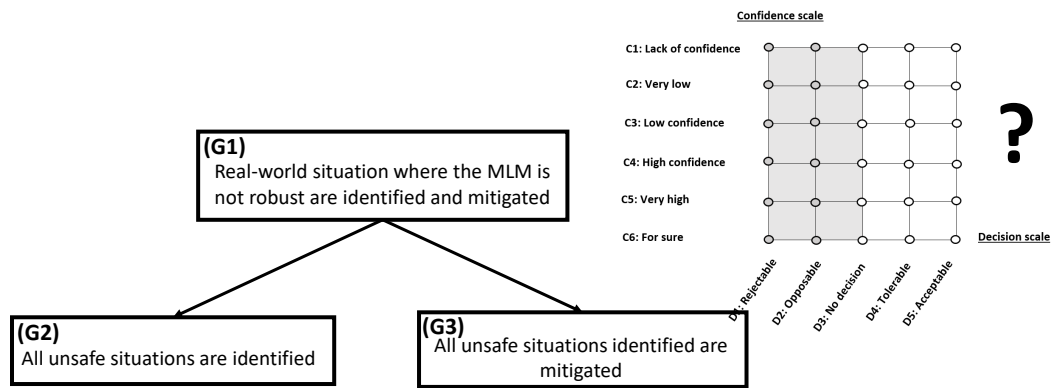 Confidence scale
C1: Lack of confidence
C2: Very low
C3: Low confidence
C4: High confidence
C5: Very high
C6: For sure
Decision scale
D1: Rejectable
D2: Opposable
D3: No decision
D4: Tolerable
D5: Acceptable
?
(G1)
Real-world situation where the MLM is
not robust are identified and mitigated
(G2)
All unsafe situations are identified
(G3)
All unsafe situations identified are
mitigated